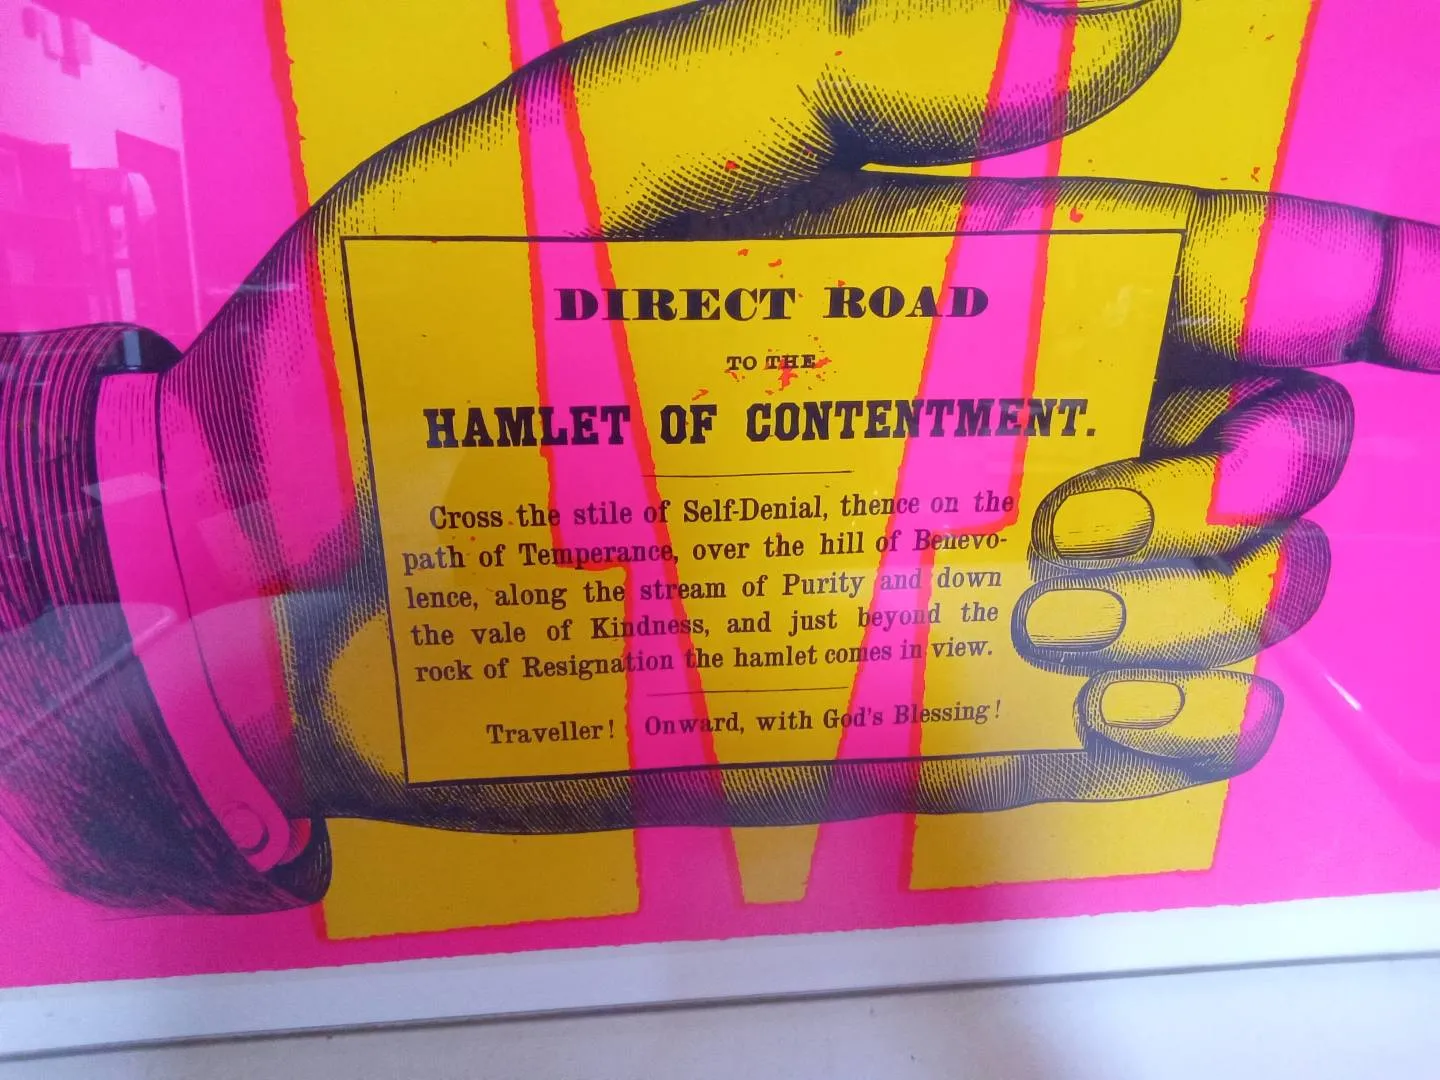 DIRECT ROAD
TO THE
HAMLET OF CONTENTMENT.
Cross the stile of Self-Denial, thence on the
path of Temperance, over the hill of Benevo-
lence, along the stream of Purity and down
the vale of Kindness, and just beyond the
rock of Resignation the hamlet comes in view.
Traveller! Onward, with God's Blessing!